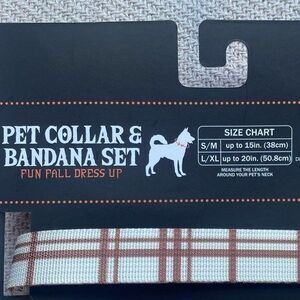 PET COLLAR &
BANDANA SET
FUN FALL DRESS UP
SIZE CHART
S/M up to 15in. (38cm)
L/XL up to 20in. (50.8cm)
MEASURE THE LENGTH
AROUND YOUR PET'S NECK